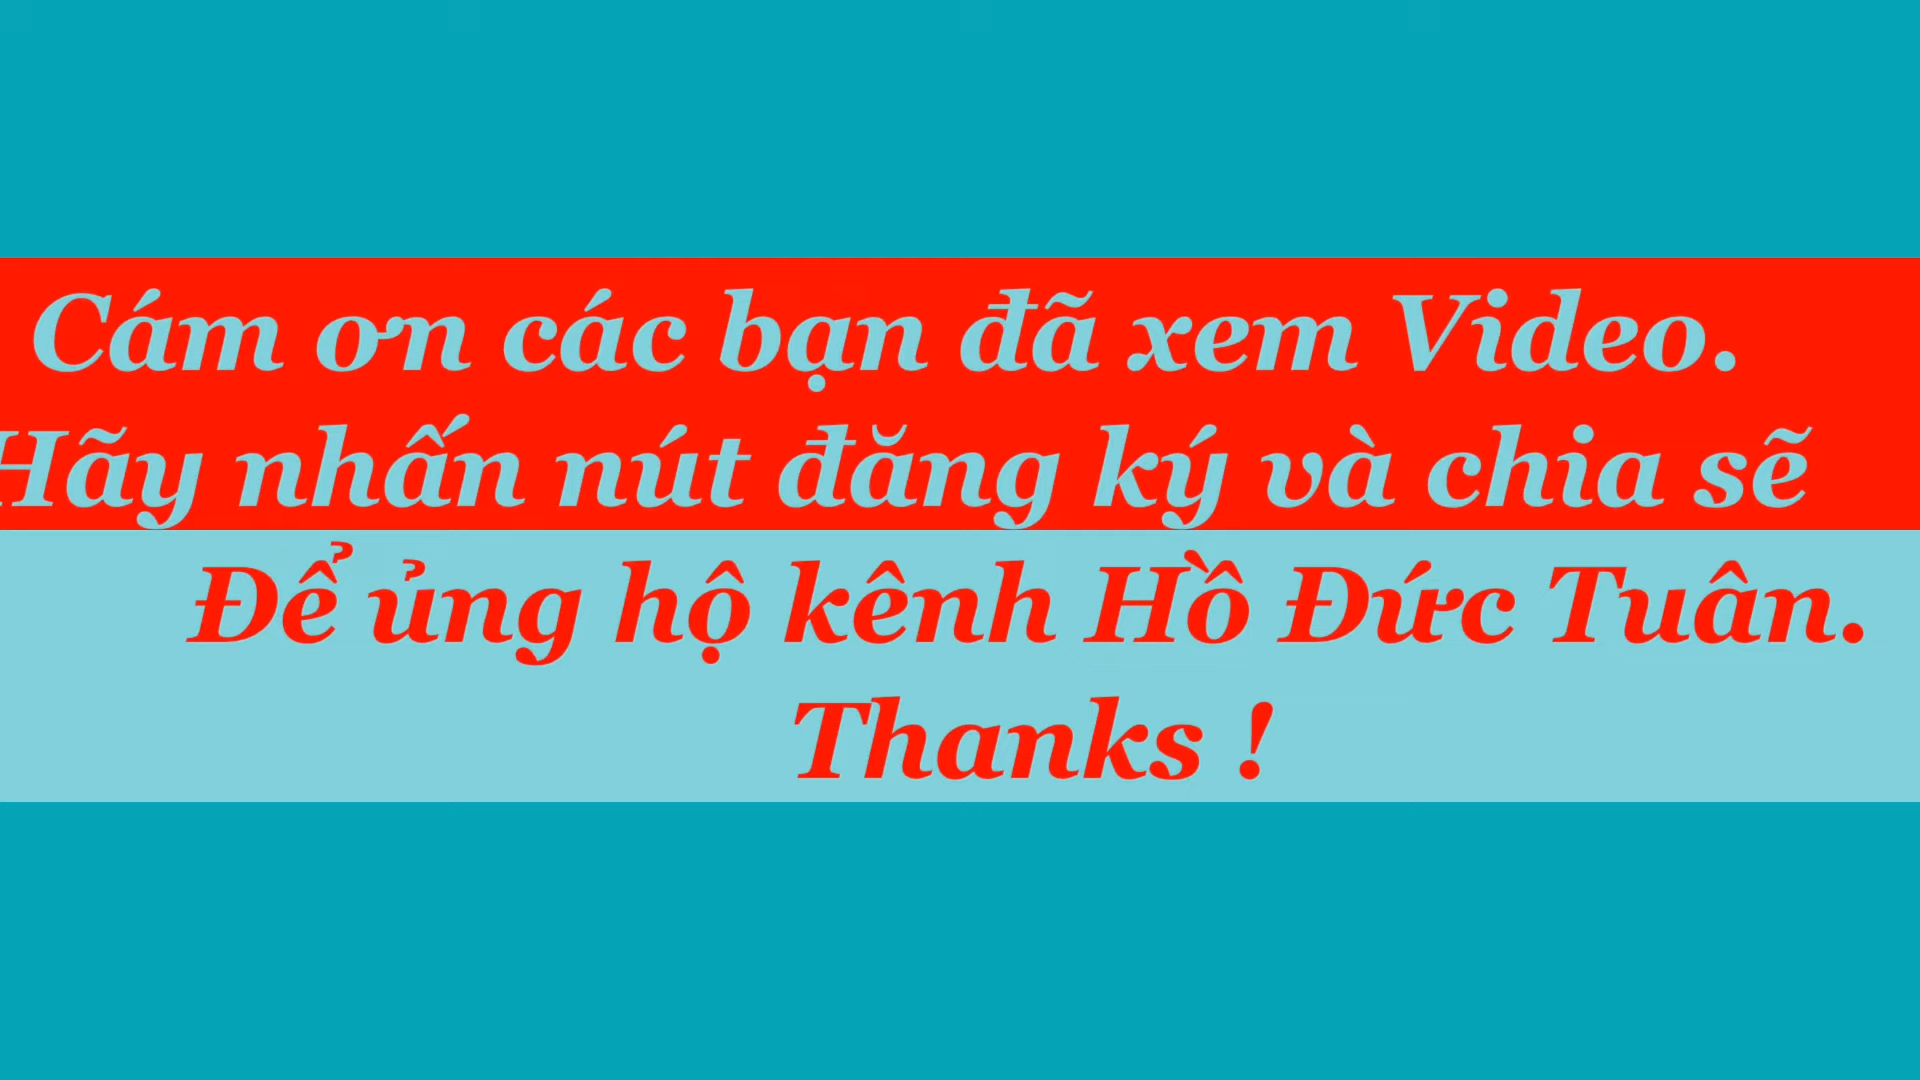 Cám ơn các bạn đã xem Video.
Hãy nhấn nút đăng ký và chia sẽ
Để ủng hộ kênh Hồ Đức Tuân.
Thanks !